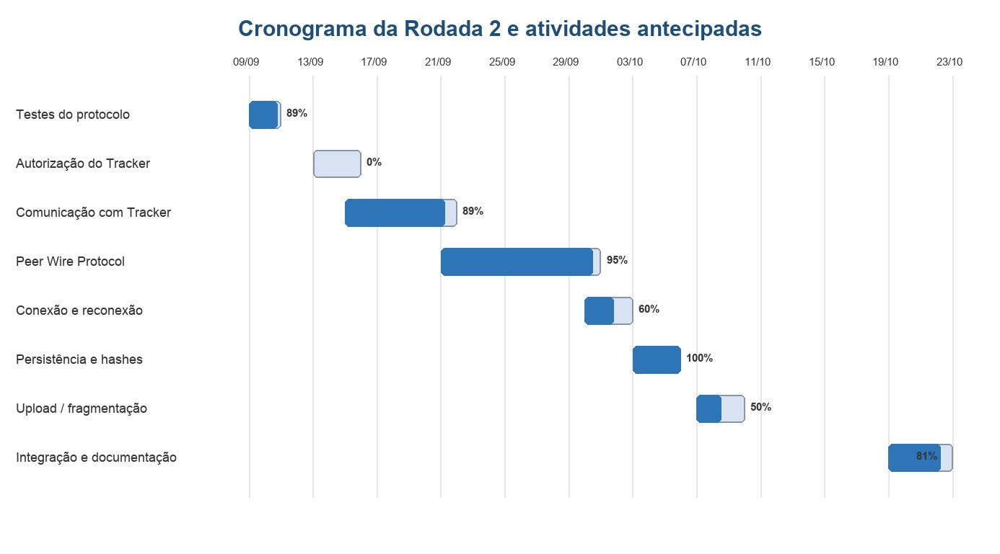 Cronograma da Rodada 2 e atividades antecipadas
09/09 13/09 17/09 21/09 25/09 29/09 03/10 07/10 11/10 15/10 19/10 23/10
Testes do protocolo 89%
Autorização do Tracker 0%
Comunicação com Tracker 89%
Peer Wire Protocol 95%
Conexão e reconexão 60%
Persistência e hashes 100%
Upload / fragmentação 50%
Integração e documentação 81%